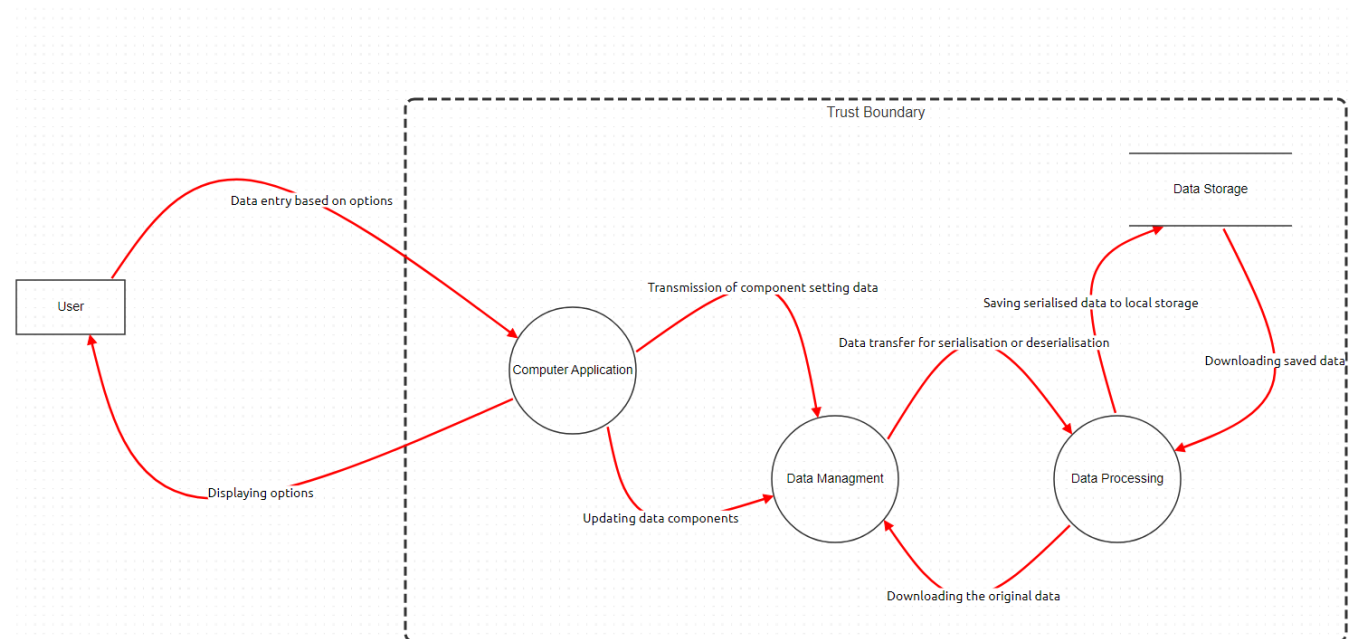 Trust Boundary
Data Storage
Data entry based on options
User
Transmission of component setting data
Saving serialised data to local storage
Data transfer for serialisation or deserialisation
Downloading saved data
Computer Application
Data Managment
Data Processing
Displaying options
Updating data components
Downloading the original data